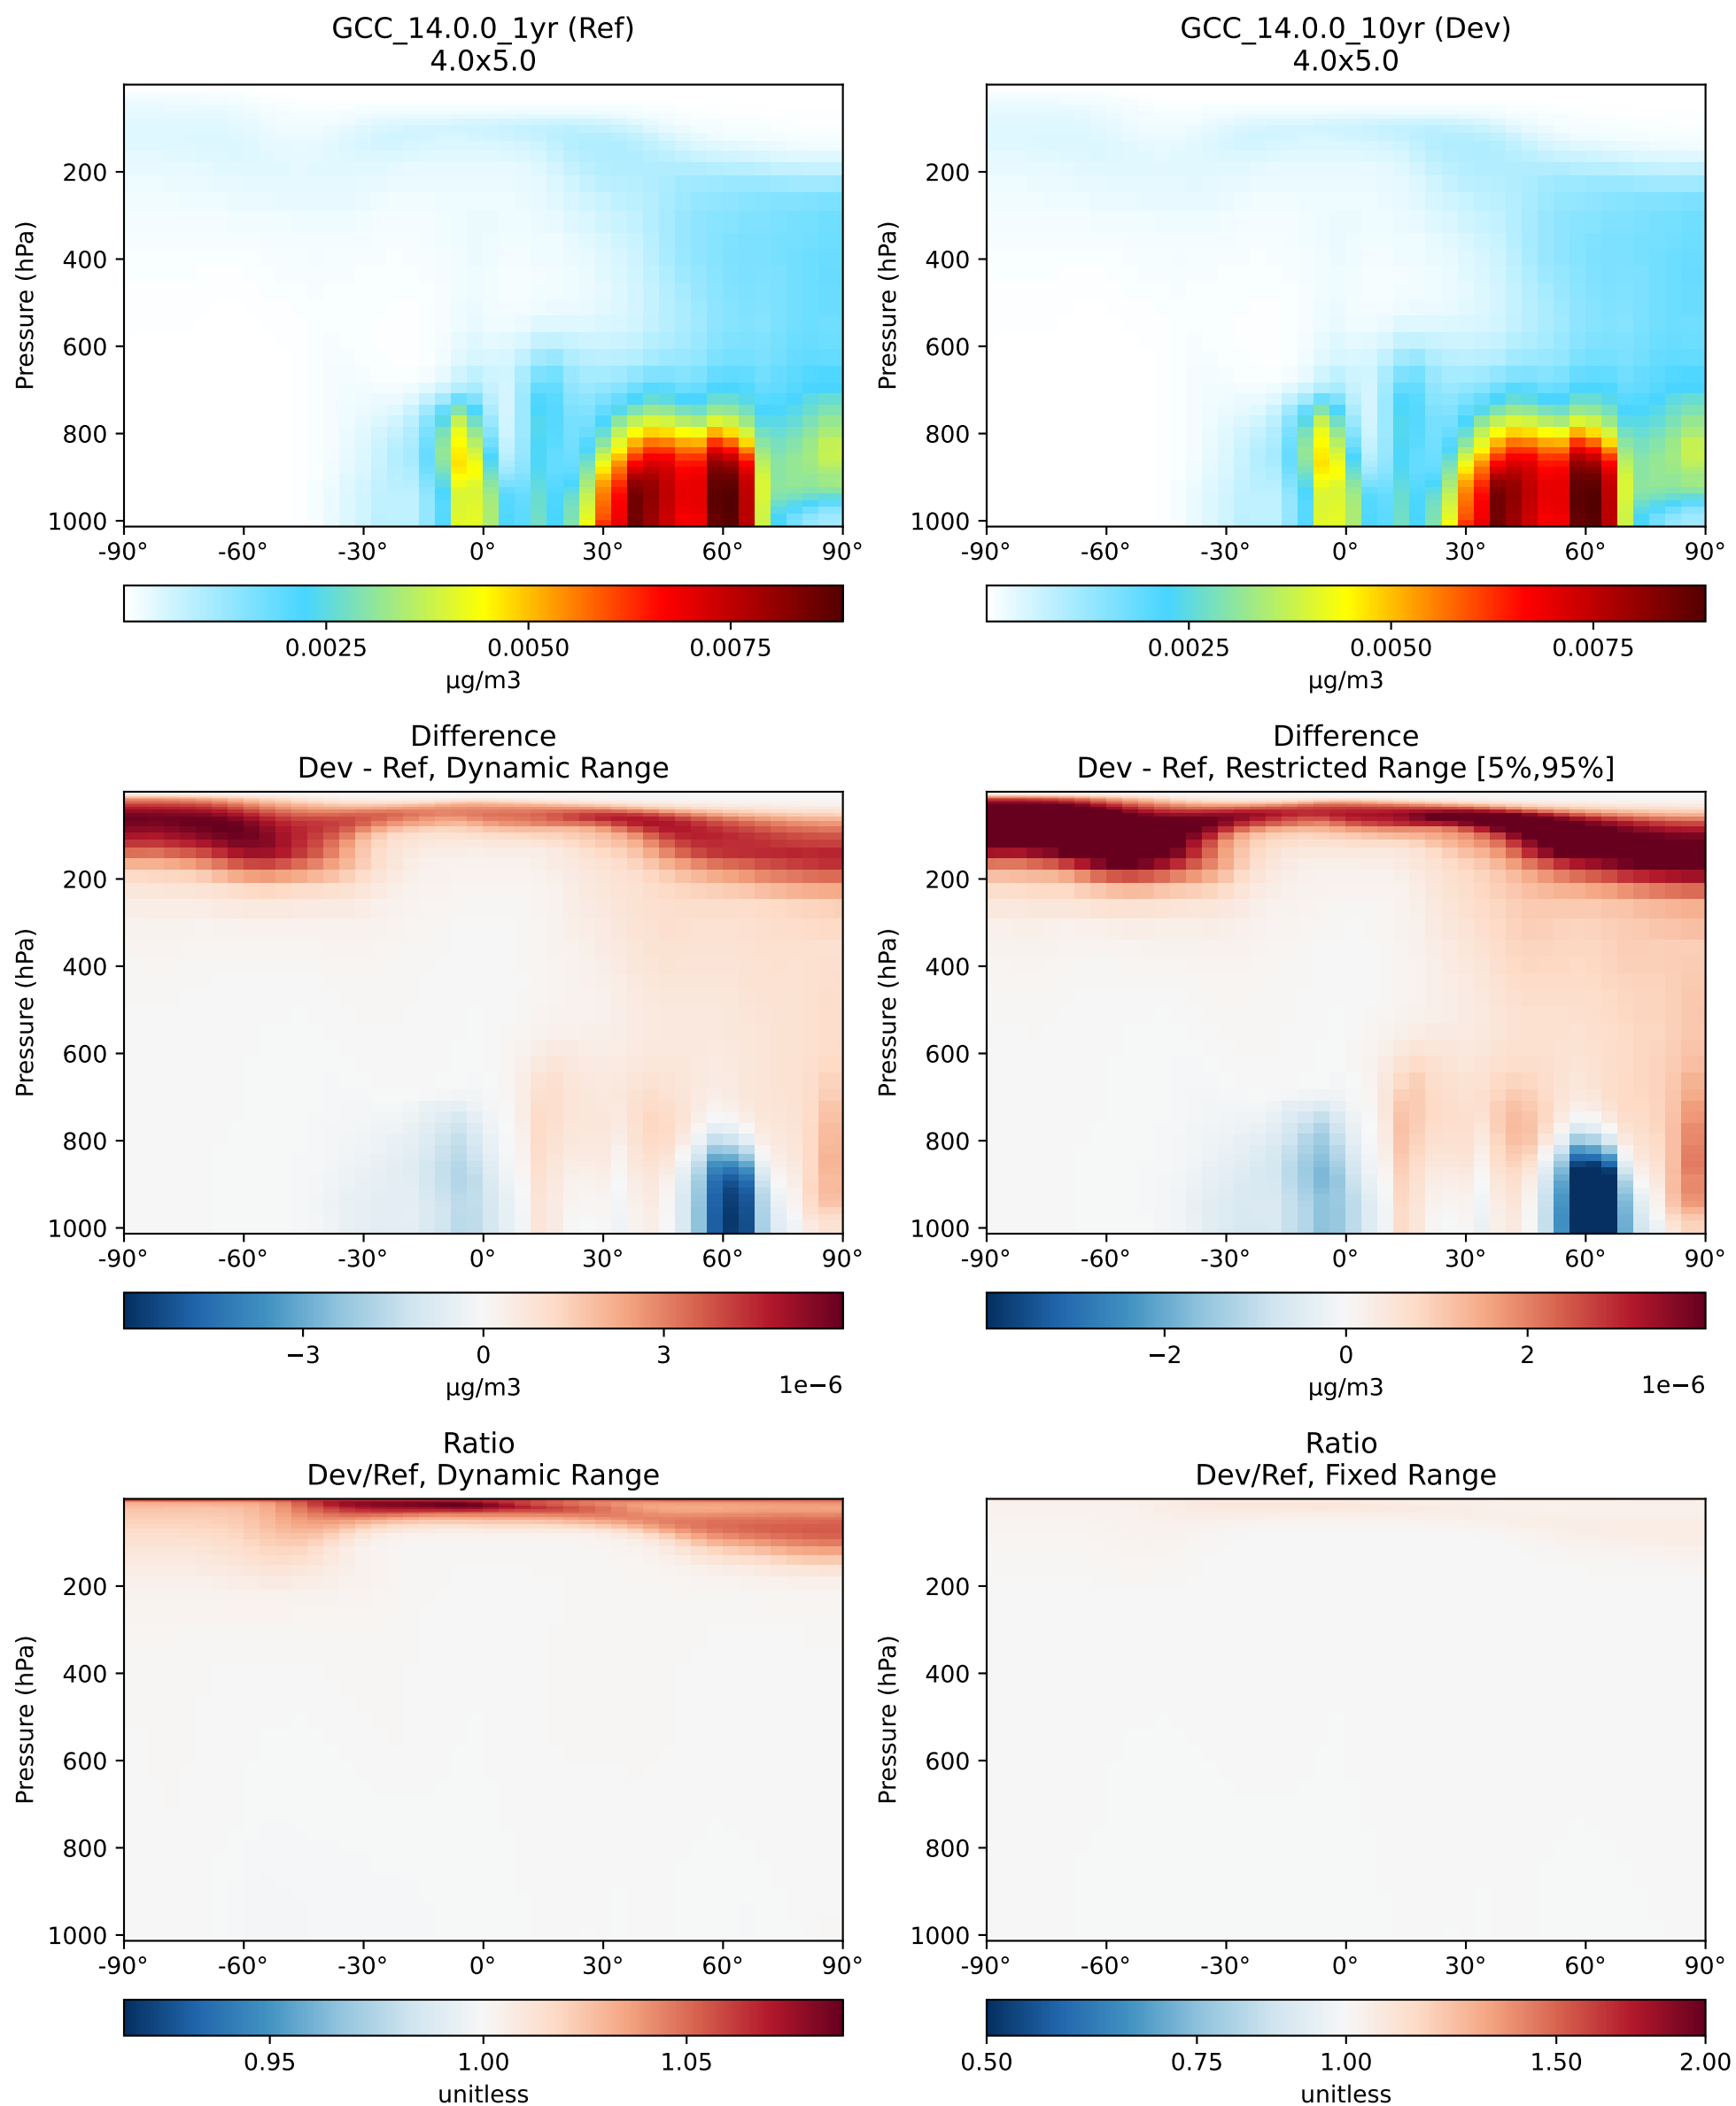 GCC_14.0.0_1yr (Ref)
4.0x5.0
Pressure (hPa)
200
400
600
800
1000
-90° -60° -30° 0° 30° 60° 90°
0.0025 0.0050 0.0075
µg/m3
GCC_14.0.0_10yr (Dev)
4.0x5.0
Pressure (hPa)
200
400
600
800
1000
-90° -60° -30° 0° 30° 60° 90°
0.0025 0.0050 0.0075
µg/m3
Difference
Dev - Ref, Dynamic Range
Pressure (hPa)
200
400
600
800
1000
-90° -60° -30° 0° 30° 60° 90°
−3 0 3
µg/m3 1e−6
Difference
Dev - Ref, Restricted Range [5%,95%]
Pressure (hPa)
200
400
600
800
1000
-90° -60° -30° 0° 30° 60° 90°
−2 0 2
µg/m3 1e−6
Ratio
Dev/Ref, Dynamic Range
Pressure (hPa)
200
400
600
800
1000
-90° -60° -30° 0° 30° 60° 90°
0.95 1.00 1.05
unitless
Ratio
Dev/Ref, Fixed Range
Pressure (hPa)
200
400
600
800
1000
-90° -60° -30° 0° 30° 60° 90°
0.50 0.75 1.00 1.50 2.00
unitless